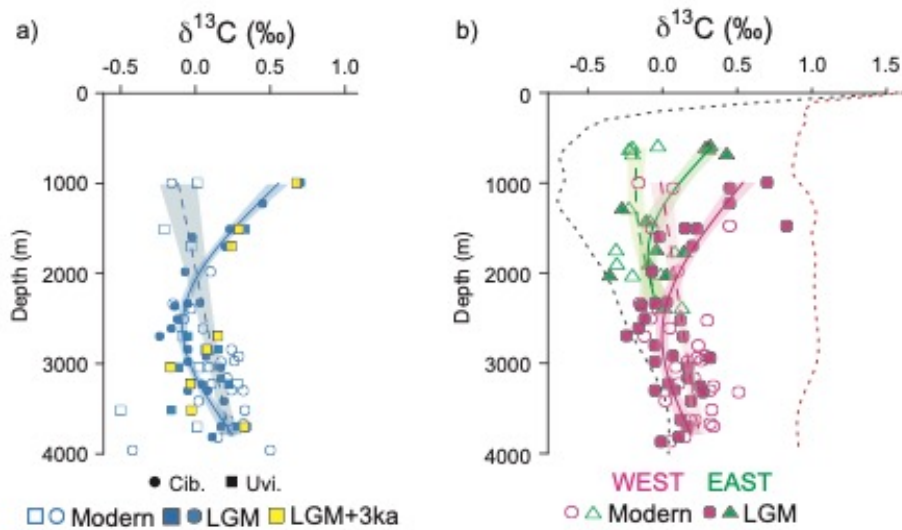 a) δ¹³C (‰)
-0.5 0.0 0.5 1.0
0
1000
2000
3000
4000
Depth (m)
Cib. Uvi.
Modern LGM LGM+3ka
b) δ¹³C (‰)
-0.5 0.0 0.5 1.0 1.5
0
1000
2000
3000
4000
Depth (m)
WEST EAST
Modern LGM